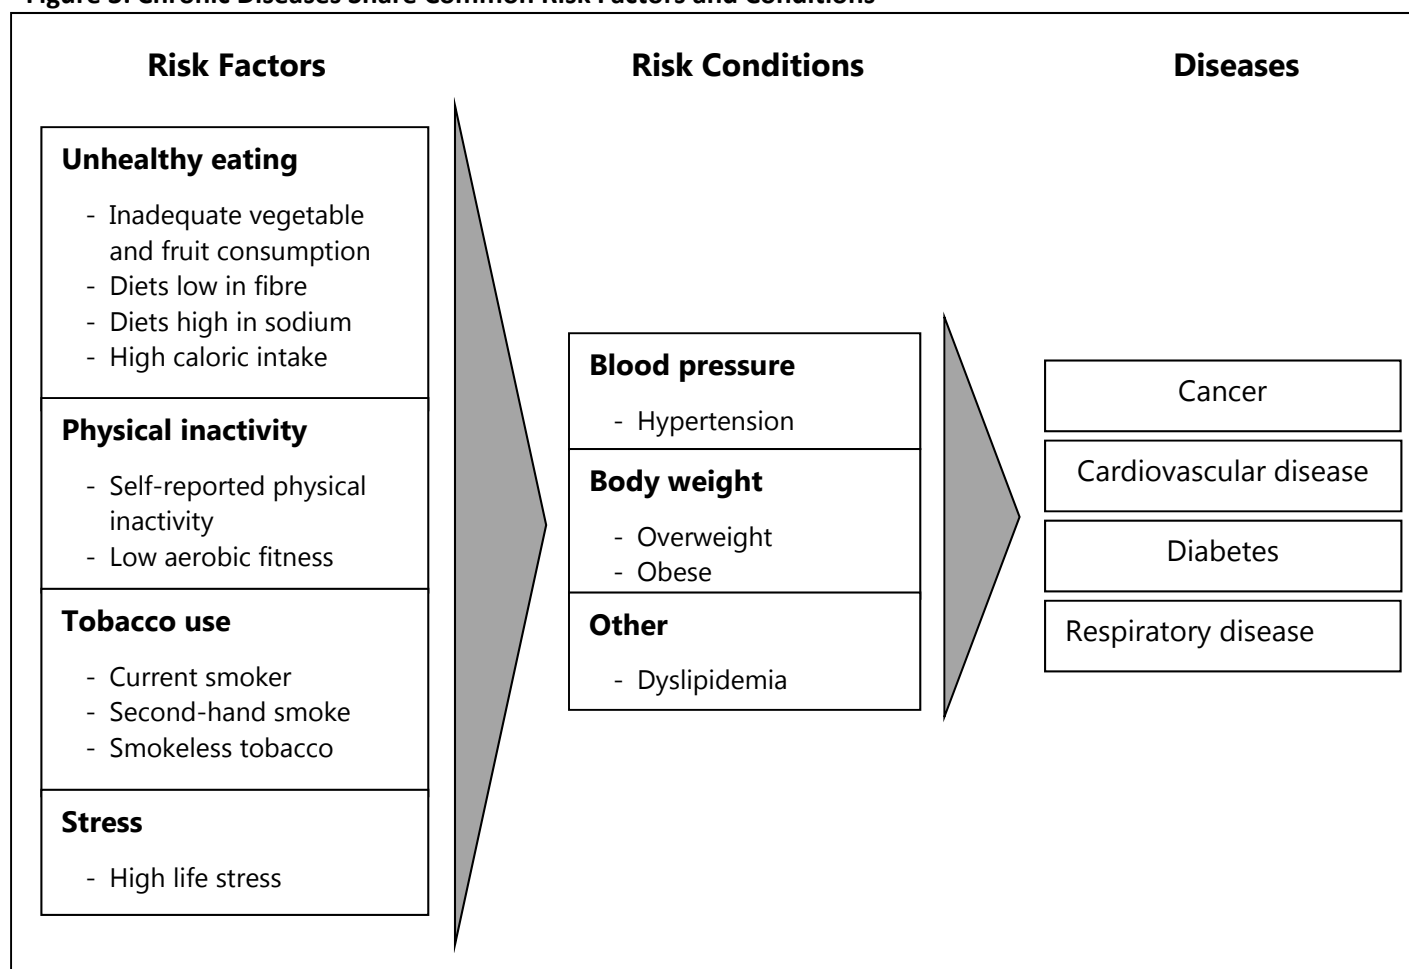 Figure 3: Chronic Diseases Share Common Risk Factors and Conditions
Risk Factors
Unhealthy eating
- Inadequate vegetable
and fruit consumption
- Diets low in fibre
- Diets high in sodium
- High caloric intake
Physical inactivity
- Self-reported physical
inactivity
- Low aerobic fitness
Tobacco use
- Current smoker
- Second-hand smoke
- Smokeless tobacco
Stress
- High life stress
Risk Conditions
Blood pressure
- Hypertension
Body weight
- Overweight
- Obese
Other
- Dyslipidemia
Diseases
Cancer
Cardiovascular disease
Diabetes
Respiratory disease